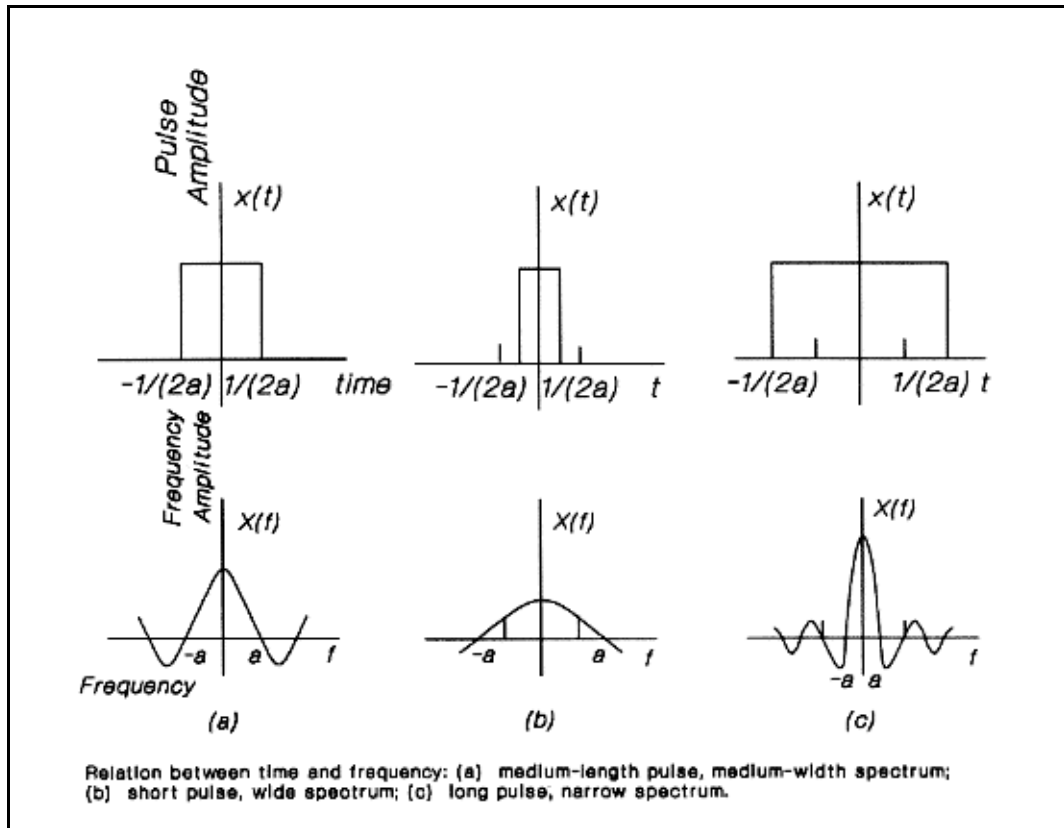 Pulse
Amplitude
x(t)
x(t)
x(t)
-1/(2a) 1/(2a) time
-1/(2a) 1/(2a) t
-1/(2a) 1/(2a) t
Frequency
Amplitude
X(f)
X(f)
X(f)
-a a f
-a a f
-a a f
Frequency
(a)
(b)
(c)
Relation between time and frequency: (a) medium-length pulse, medium-width spectrum;
(b) short pulse, wide spectrum; (c) long pulse, narrow spectrum.